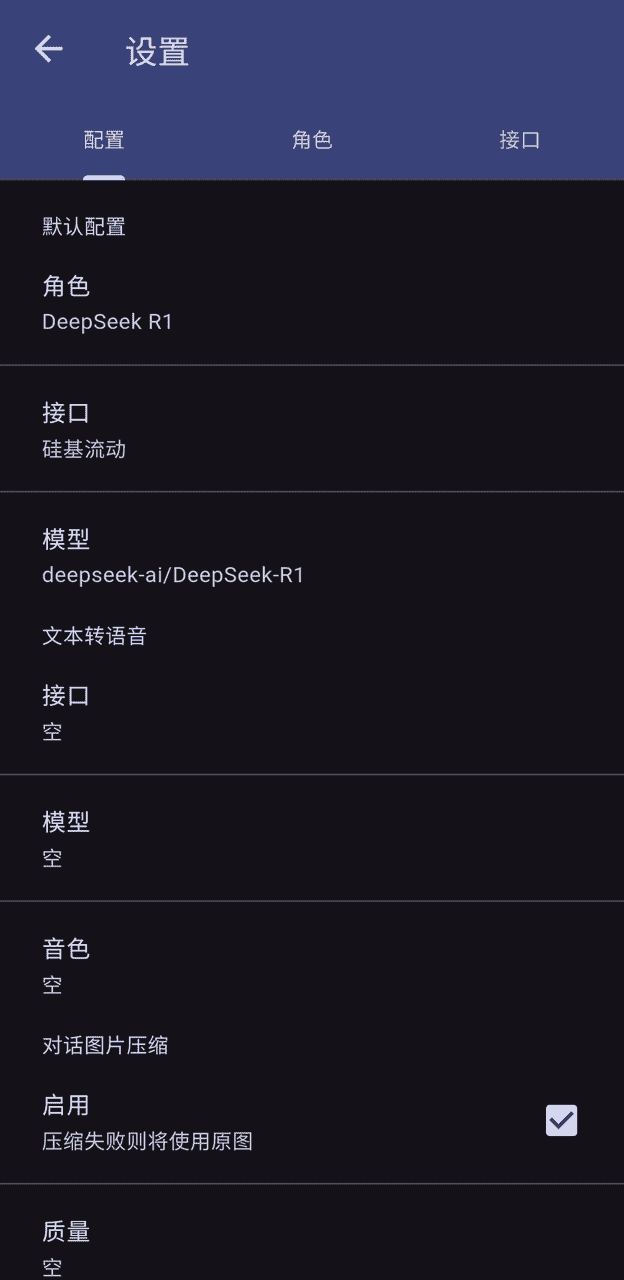 设置
配置
角色
接口
默认配置
角色
DeepSeek R1
接口
硅基流动
模型
deepseek-ai/DeepSeek-R1
文本转语音
接口
空
模型
空
音色
空
对话图片压缩
启用
压缩失败则将使用原图
质量
空